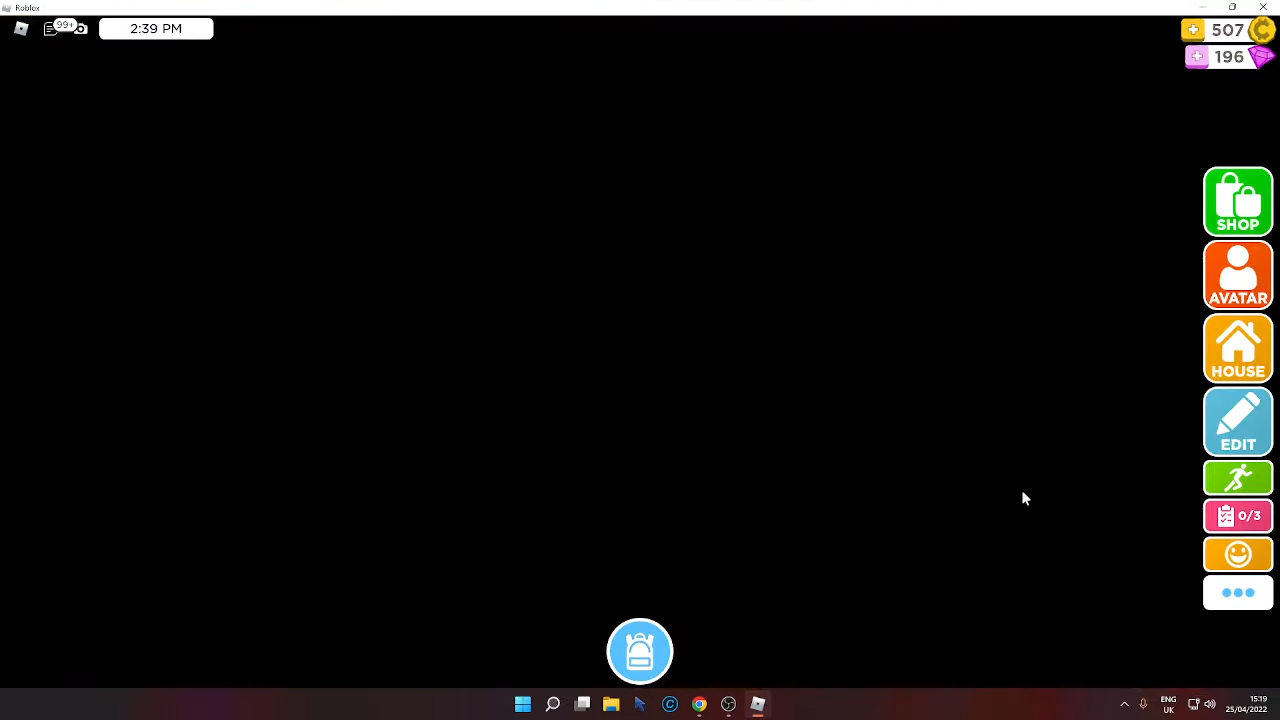 Roblox
99+
2:39 PM
507
196
SHOP
AVATAR
HOUSE
EDIT
0/3
ENG
UK
15:19
25/04/2022